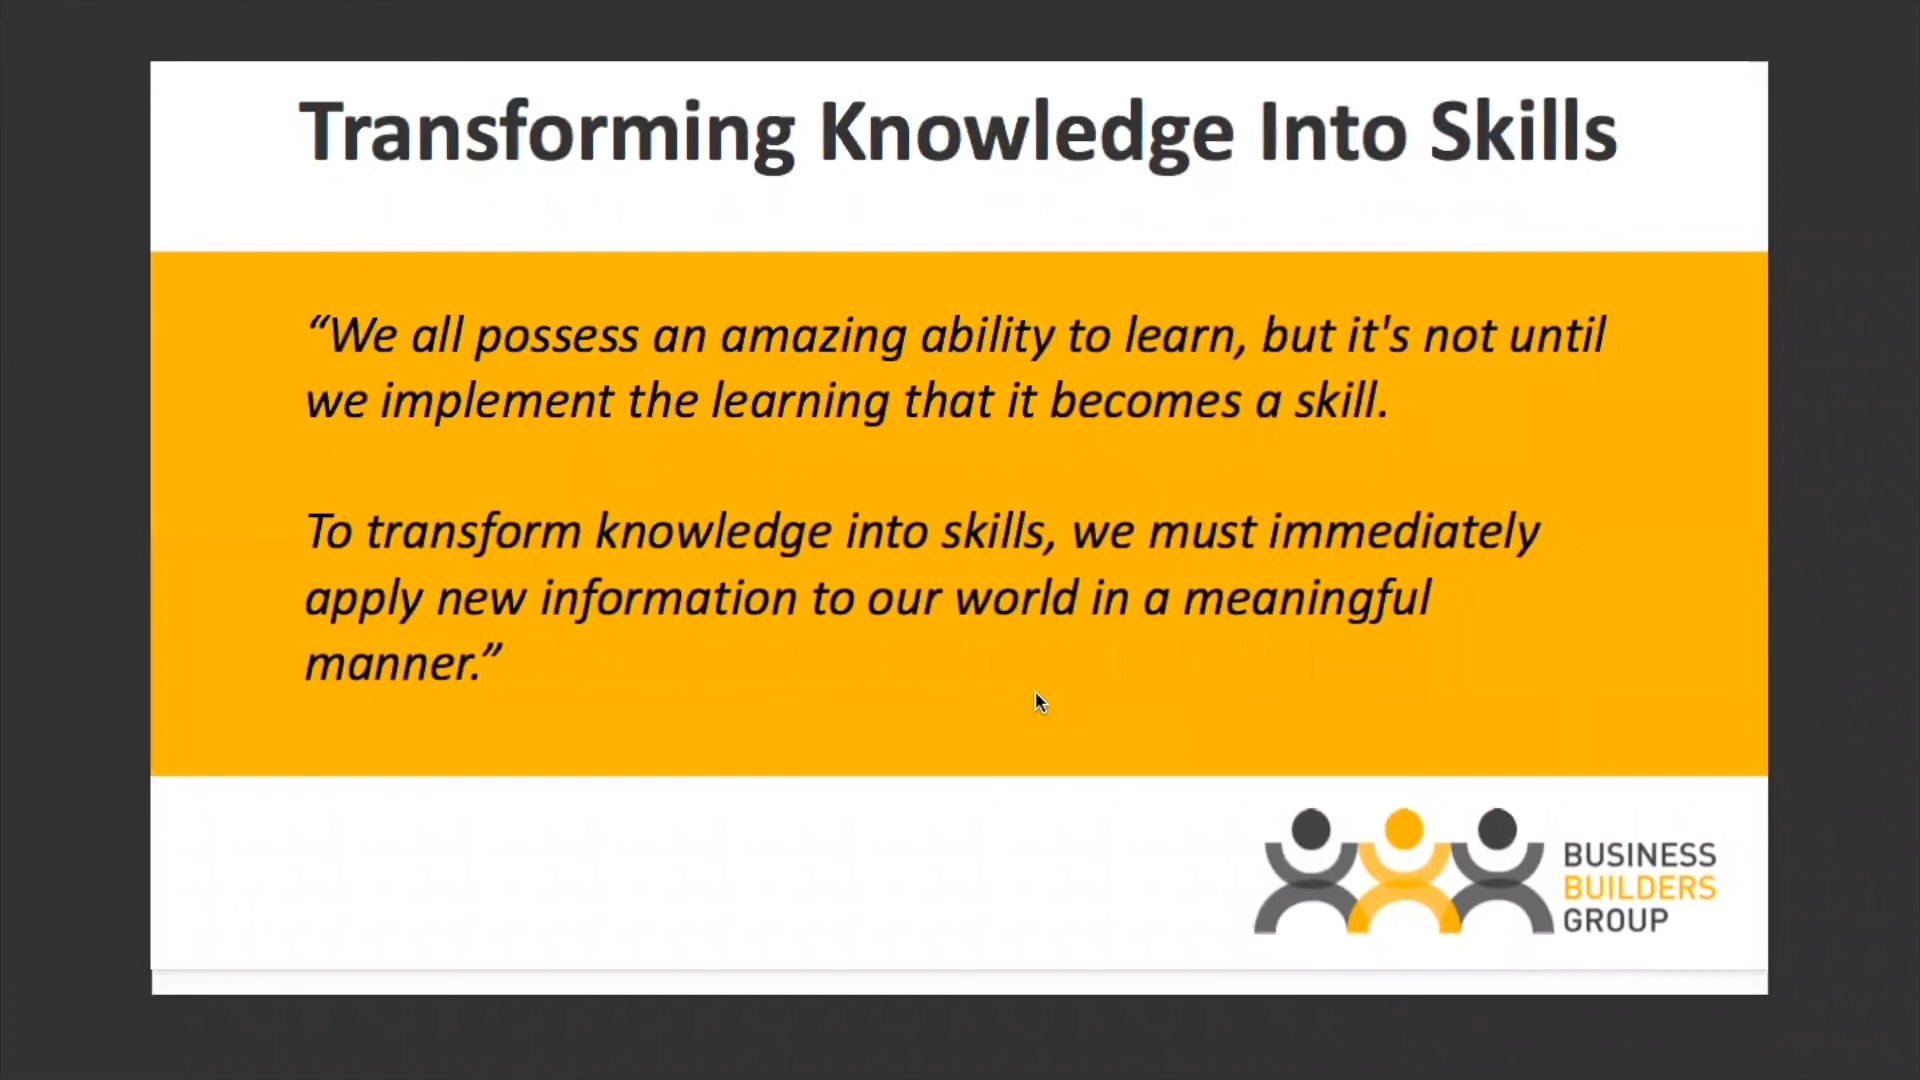 Transforming Knowledge Into Skills
“We all possess an amazing ability to learn, but it's not until
we implement the learning that it becomes a skill.
To transform knowledge into skills, we must immediately
apply new information to our world in a meaningful
manner.”
BUSINESS
BUILDERS
GROUP